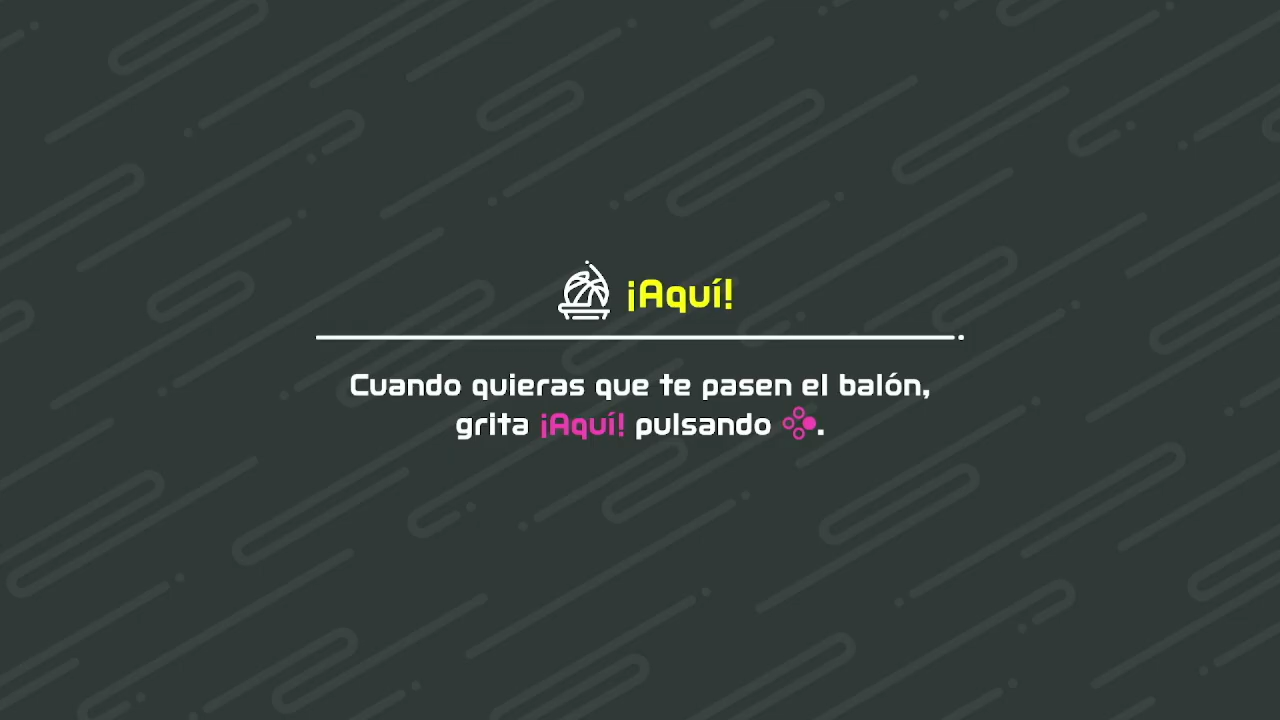 ¡Aquí!
Cuando quieras que te pasen el balón,
grita ¡Aquí! pulsando .